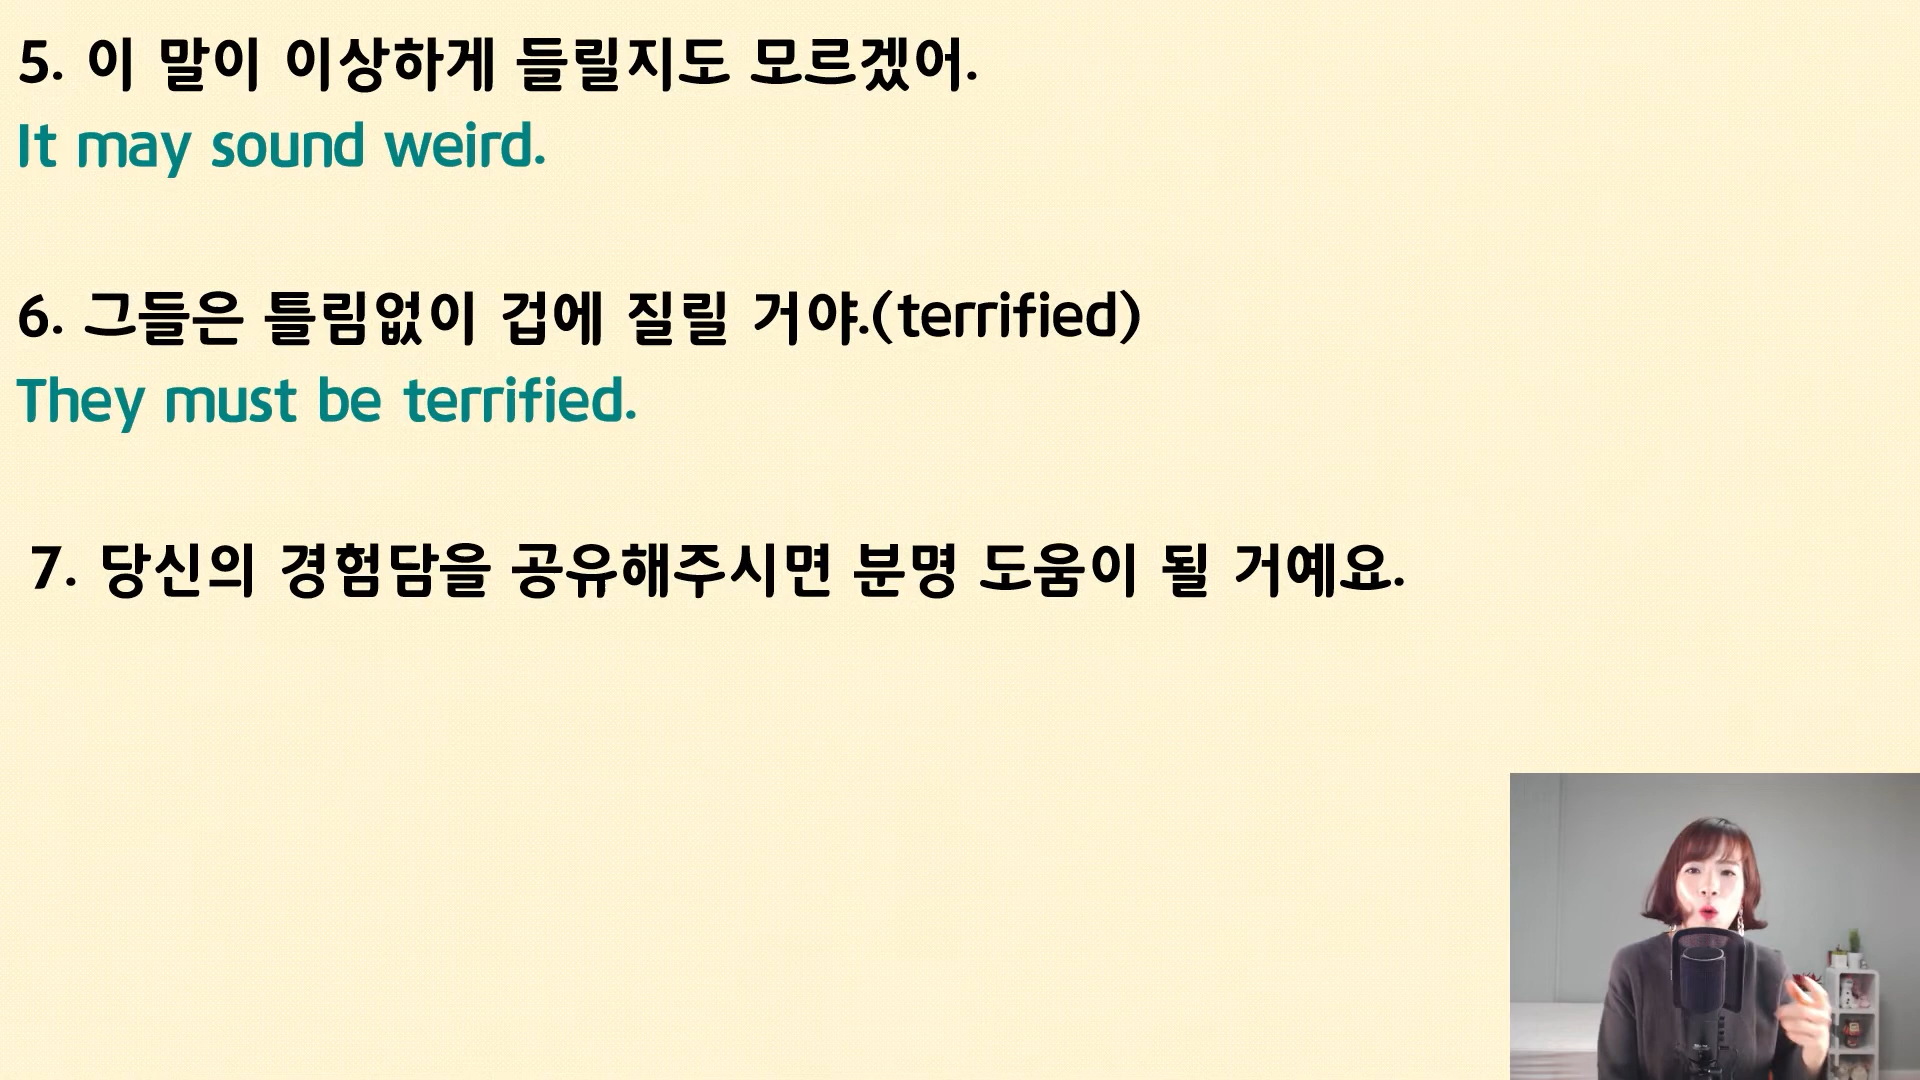 5. 이 말이 이상하게 들릴지도 모르겠어.
It may sound weird.
6. 그들은 틀림없이 겁에 질릴 거야.(terrified)
They must be terrified.
7. 당신의 경험담을 공유해주시면 분명 도움이 될 거예요.